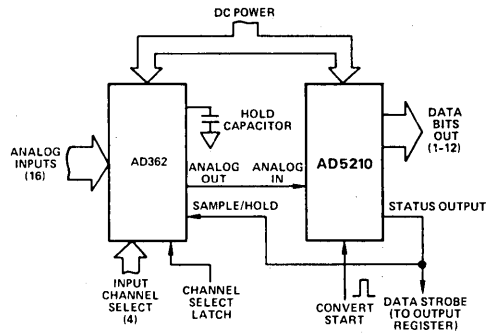 DC POWER
HOLD
CAPACITOR
ANALOG
INPUTS
(16)
AD362
AD5210
DATA
BITS
OUT
(1-12)
ANALOG
OUT
ANALOG
IN
SAMPLE/HOLD
STATUS OUTPUT
INPUT
CHANNEL
SELECT
(4)
CHANNEL
SELECT
LATCH
CONVERT
START
DATA STROBE
(TO OUTPUT
REGISTER)